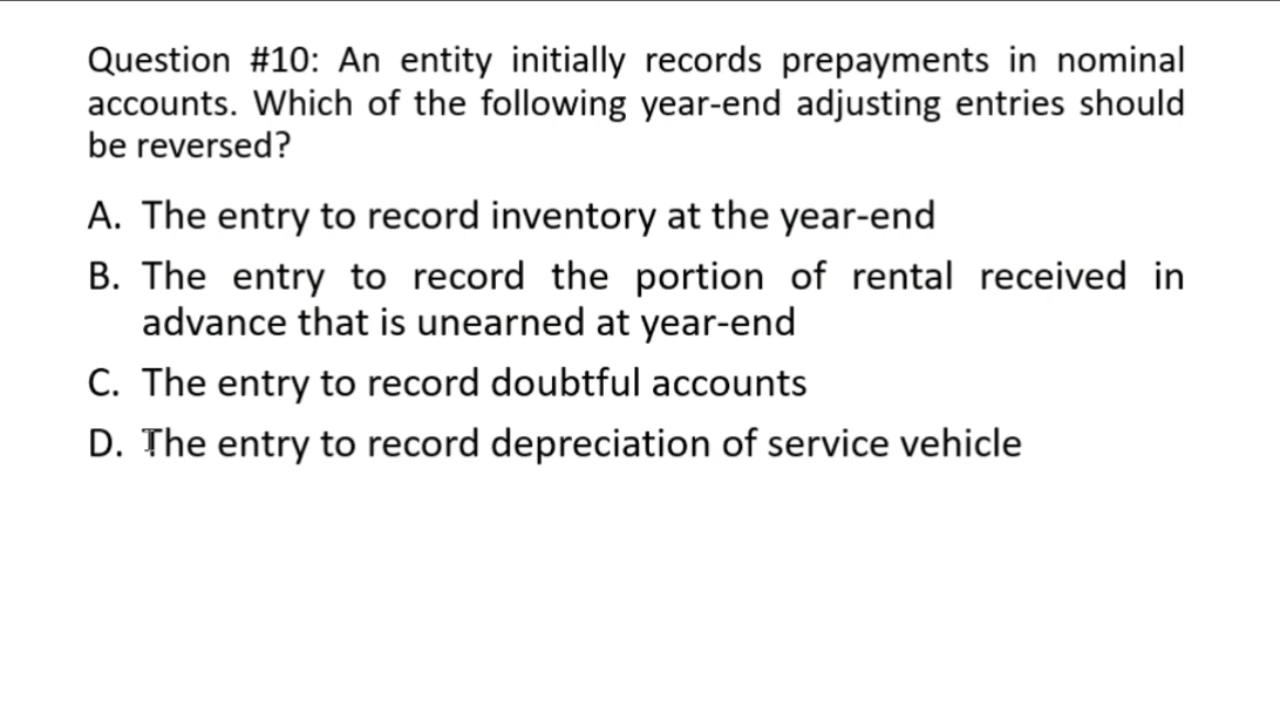 Question #10: An entity initially records prepayments in nominal
accounts. Which of the following year-end adjusting entries should
be reversed?
A. The entry to record inventory at the year-end
B. The entry to record the portion of rental received in
advance that is unearned at year-end
C. The entry to record doubtful accounts
D. The entry to record depreciation of service vehicle